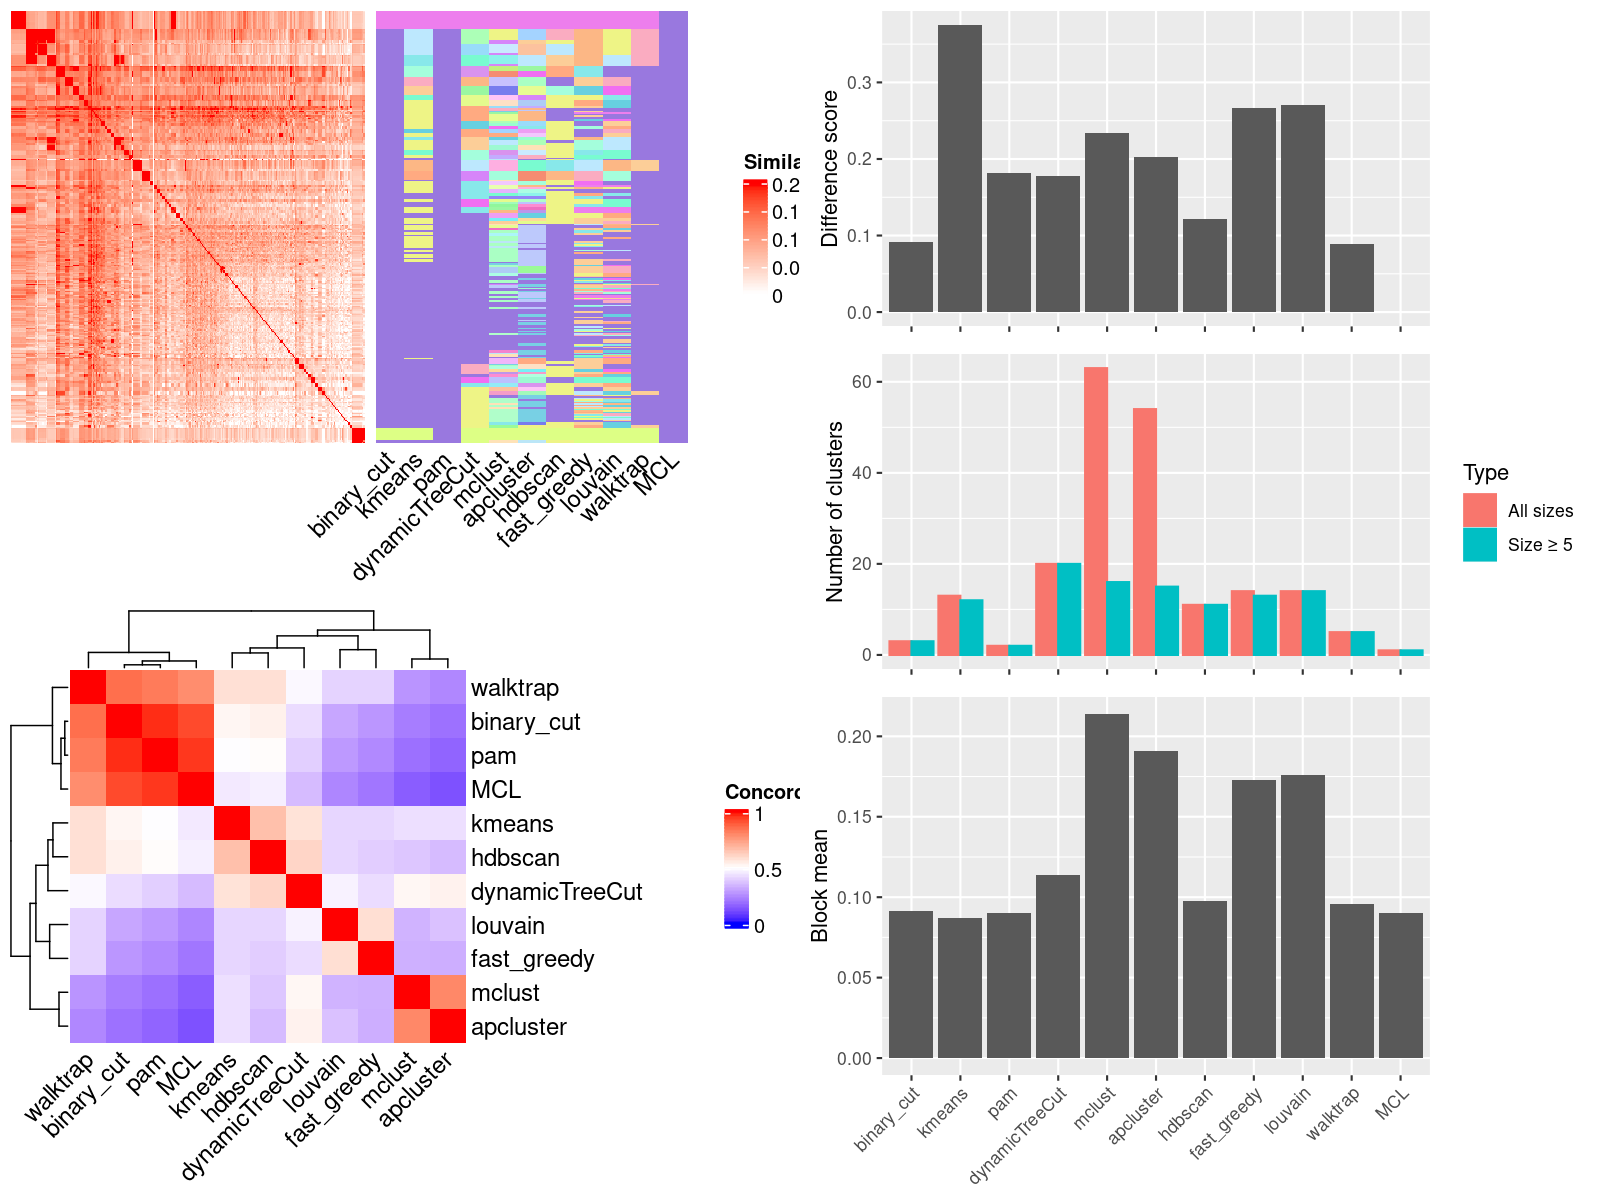 Simila
0.2
0.1
0.1
0.0
0
binary_cut
kmeans
pam
dynamicTreeCut
mclust
apcluster
hdbscan
fast_greedy
louvain
walktrap
MCL
walktrap
binary_cut
pam
MCL
kmeans
hdbscan
dynamicTreeCut
louvain
fast_greedy
mclust
apcluster
walktrap
binary_cut
pam
MCL
kmeans
hdbscan
dynamicTreeCut
louvain
fast_greedy
mclust
apcluster
Concord
1
0.5
0
Difference score
0.3
0.2
0.1
0.0
Number of clusters
60
40
20
0
Type
All sizes
Size ≥ 5
Block mean
0.20
0.15
0.10
0.05
0.00
binary_cut
kmeans
pam
dynamicTreeCut
mclust
apcluster
hdbscan
fast_greedy
louvain
walktrap
MCL